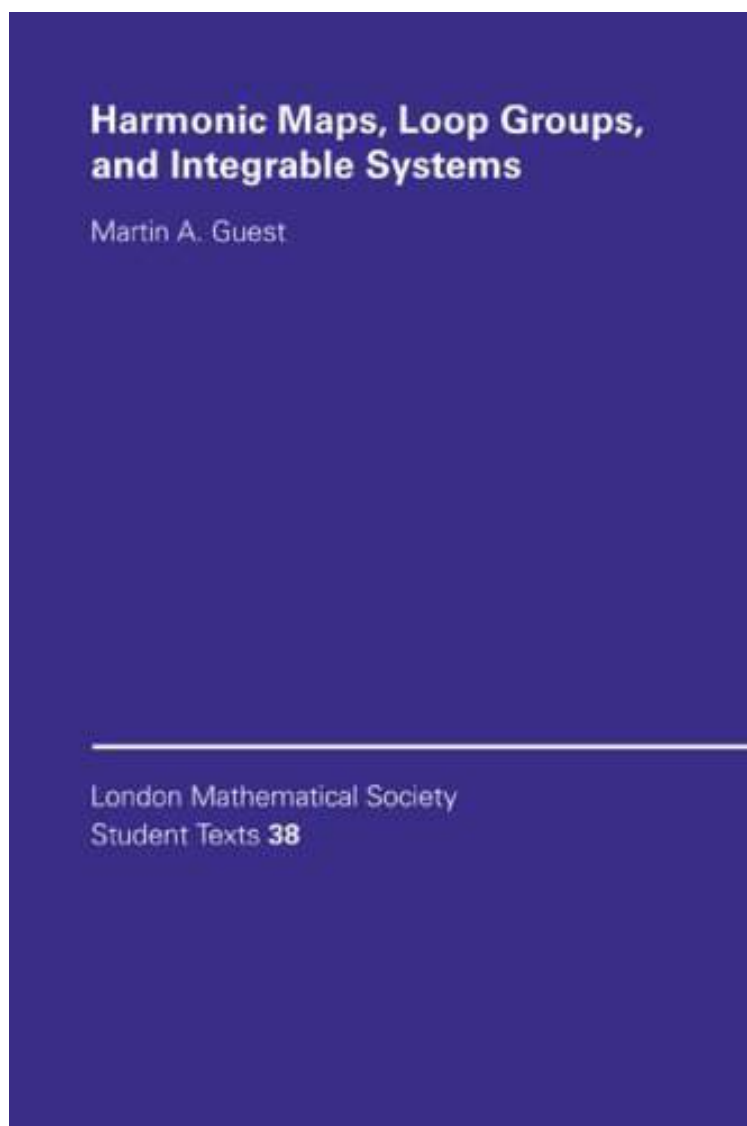 Harmonic Maps, Loop Groups,
and Integrable Systems
Martin A. Guest
London Mathematical Society
Student Texts 38